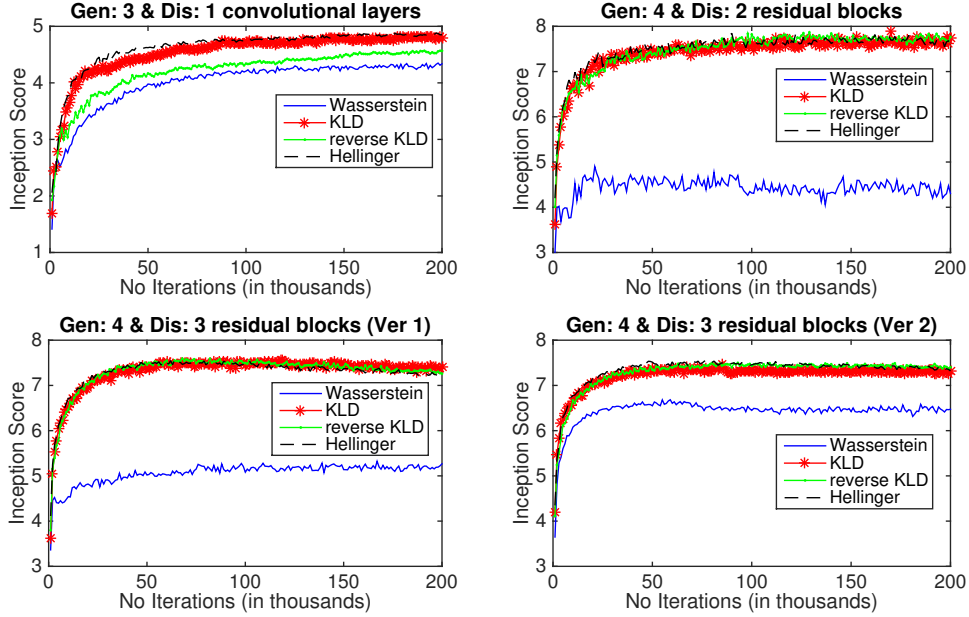 Gen: 3 & Dis: 1 convolutional layers
5
4
3
2
1
Inception Score
0
50
100
150
200
No Iterations (in thousands)
Wasserstein
KLD
reverse KLD
Hellinger
Gen: 4 & Dis: 2 residual blocks
8
7
6
5
4
3
Inception Score
0
50
100
150
200
No Iterations (in thousands)
Wasserstein
KLD
reverse KLD
Hellinger
Gen: 4 & Dis: 3 residual blocks (Ver 1)
8
7
6
5
4
3
Inception Score
0
50
100
150
200
No Iterations (in thousands)
Wasserstein
KLD
reverse KLD
Hellinger
Gen: 4 & Dis: 3 residual blocks (Ver 2)
8
7
6
5
4
3
Inception Score
0
50
100
150
200
No Iterations (in thousands)
Wasserstein
KLD
reverse KLD
Hellinger